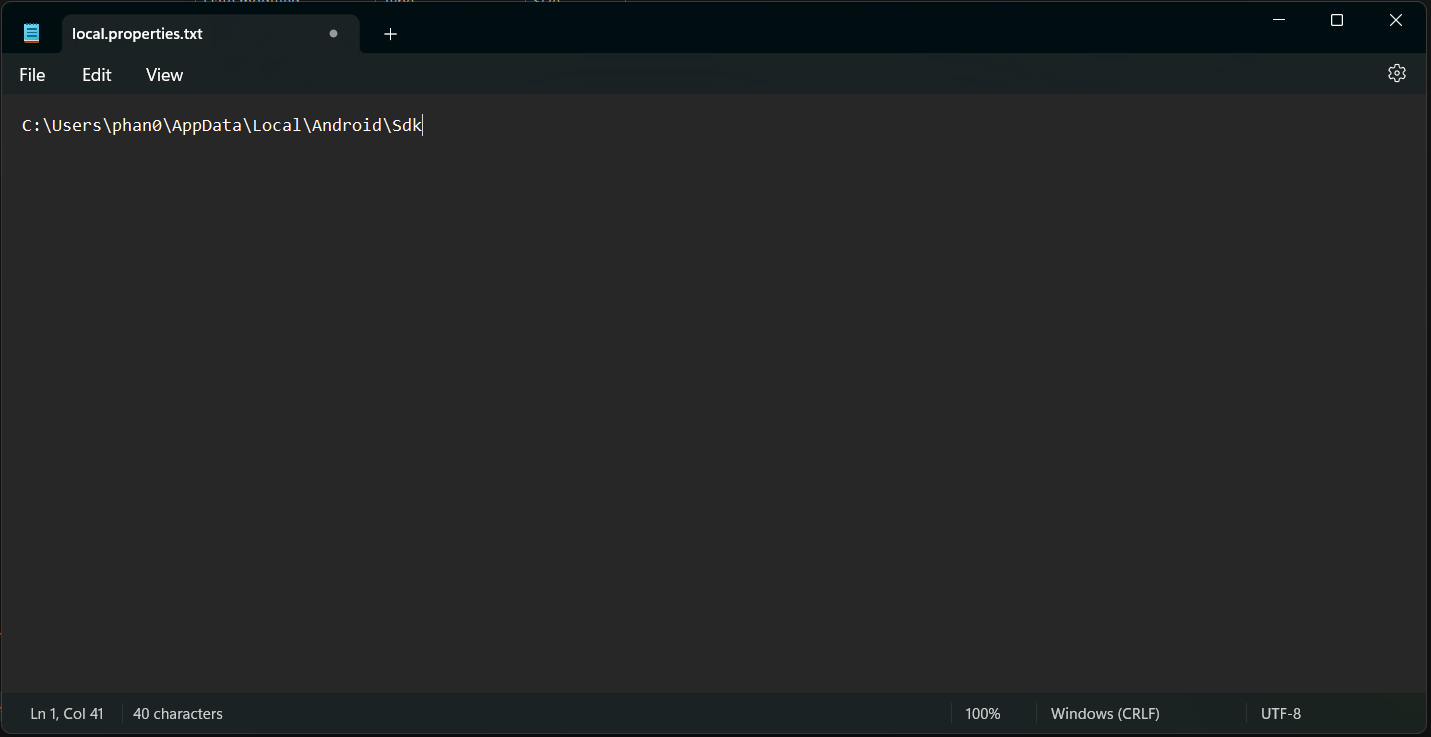 local.properties.txt
File Edit View
C:\Users\phan0\AppData\Local\Android\Sdk
Ln 1, Col 41 40 characters 100% Windows (CRLF) UTF-8